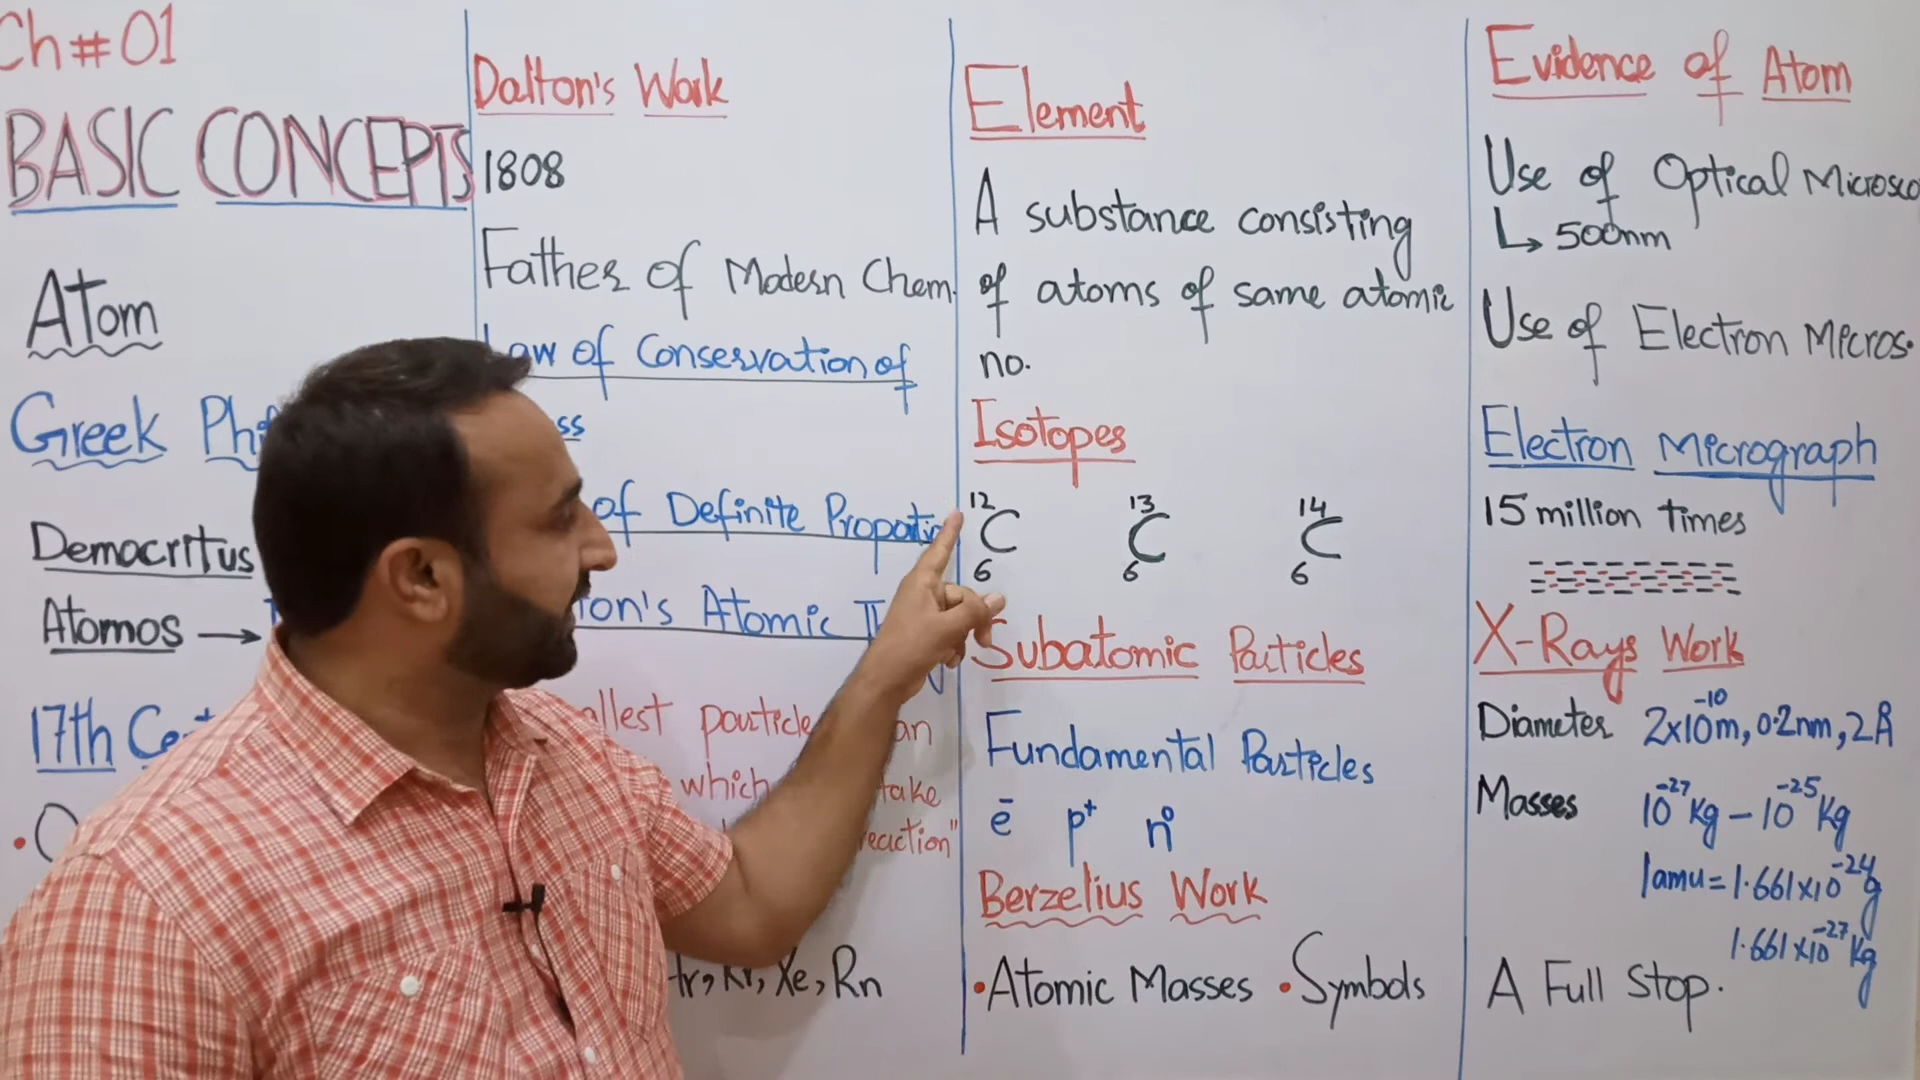 Ch # 01
BASIC CONCEPTS
Atom
Greek
Democritus
Atomos →
17th
Dalton's Work
1808
Father of Modern Chem.
Law of Conservation of
of Definite
Atomic
particle
which take
reaction"
Kr, Xe, Rn
Element
A substance consisting
of atoms of same atomic
no.
Isotopes
12 C 6 13 C 6 14 C 6
Subatomic Particles
Fundamental Particles
ē p⁺ n⁰
Berzelius Work
• Atomic Masses • Symbols
Evidence of Atom
Use of Optical
↳ 500nm
Use of Electron Micros.
Electron Micrograph
15 million times
X-Rays Work
Diameter 2x10⁻¹⁰m, 0.2nm, 2Å
Masses 10⁻²⁷Kg – 10⁻²⁵Kg
1amu = 1.661x10⁻²⁴g
1.661x10⁻²⁷Kg
A Full Stop.